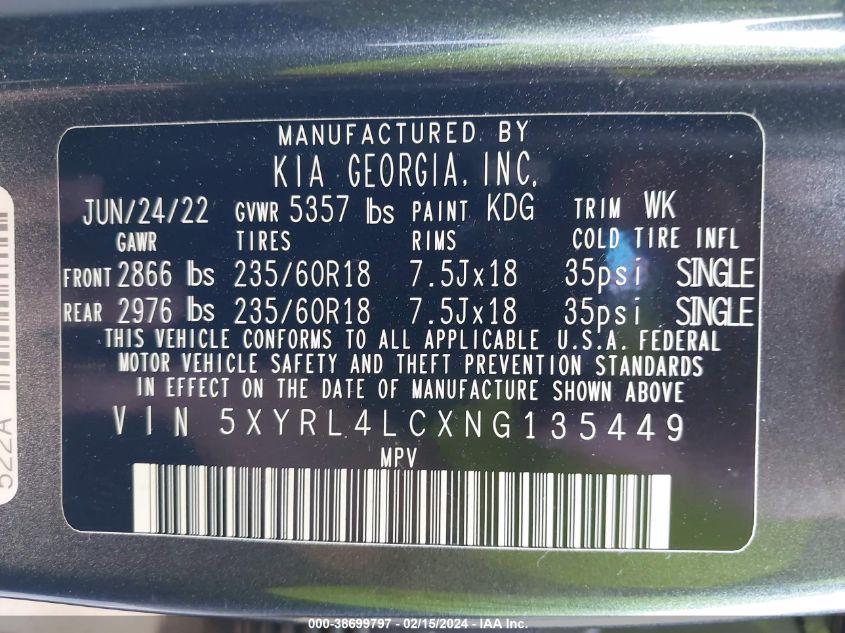 MANUFACTURED BY
KIA GEORGIA, INC.
JUN/24/22 GVWR 5357 lbs PAINT KDG TRIM WK
GAWR TIRES RIMS COLD TIRE INFL
FRONT 2866 lbs 235/60R18 7.5Jx18 35psi SINGLE
REAR 2976 lbs 235/60R18 7.5Jx18 35psi SINGLE
THIS VEHICLE CONFORMS TO ALL APPLICABLE U.S.A. FEDERAL
MOTOR VEHICLE SAFETY AND THEFT PREVENTION STANDARDS
IN EFFECT ON THE DATE OF MANUFACTURE SHOWN ABOVE
VIN 5XYRL4LCXNG135449
MPV
522A
000-38699797 - 02/15/2024 - IAA Inc.